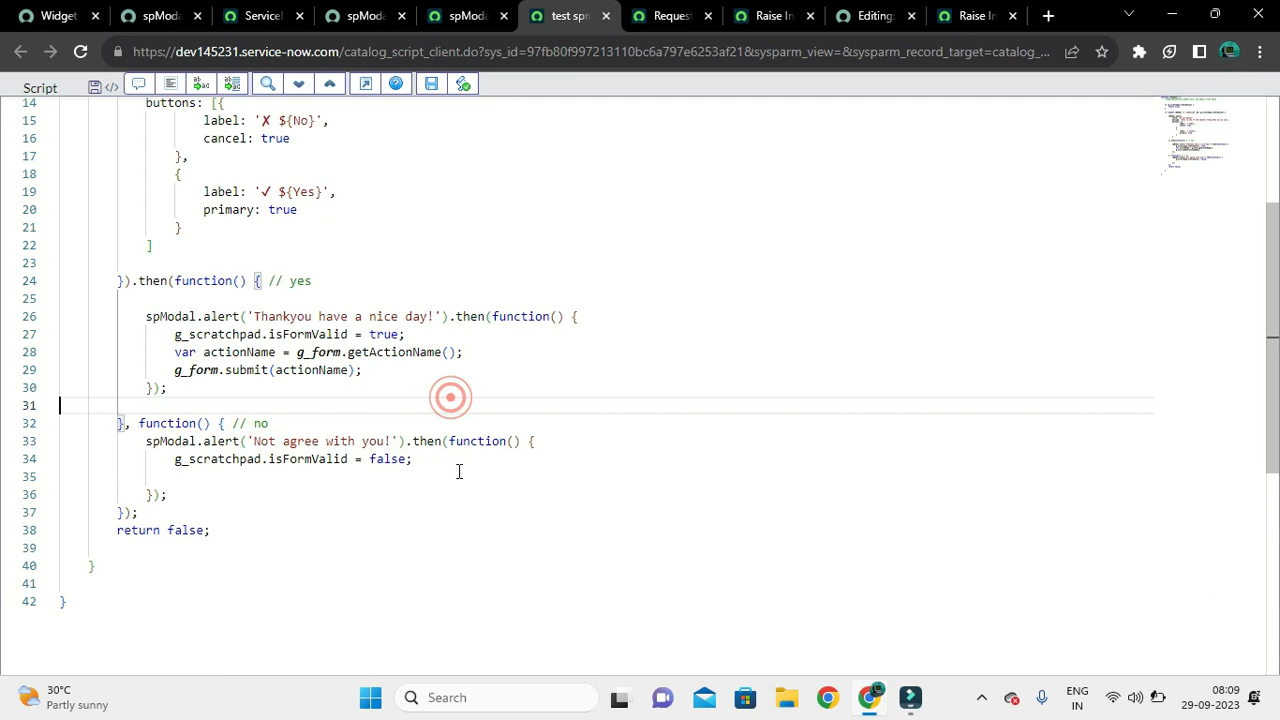 Widget
spMod
Servicel
spMod
spMod
test spm
Request
Raise In
Editing:
Raise In
https://dev145231.service-now.com/catalog_script_client.do?sys_id=97fb80f997213110bc6a797e6253af21&sysparm_view=&sysparm_record_target=catalog_...
Script
14 buttons: [{
15 label: '✗ ${No}',
16 cancel: true
17 },
18 {
19 label: '✓ ${Yes}',
20 primary: true
21 }
22 ]
23
24 }).then(function() { // yes
25
26 spModal.alert('Thankyou have a nice day!').then(function() {
27 g_scratchpad.isFormValid = true;
28 var actionName = g_form.getActionName();
29 g_form.submit(actionName);
30 });
31
32 }, function() { // no
33 spModal.alert('Not agree with you!').then(function() {
34 g_scratchpad.isFormValid = false;
35
36 });
37 });
38 return false;
39
40 }
41
42 }
30°C
Partly sunny
Search
ENG
IN
08:09
29-09-2023